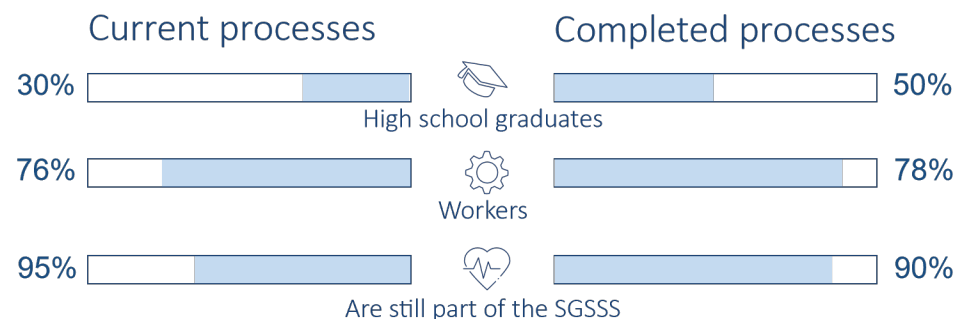 Current processes
Completed processes
30%
50%
High school graduates
76%
78%
Workers
95%
90%
Are still part of the SGSSS